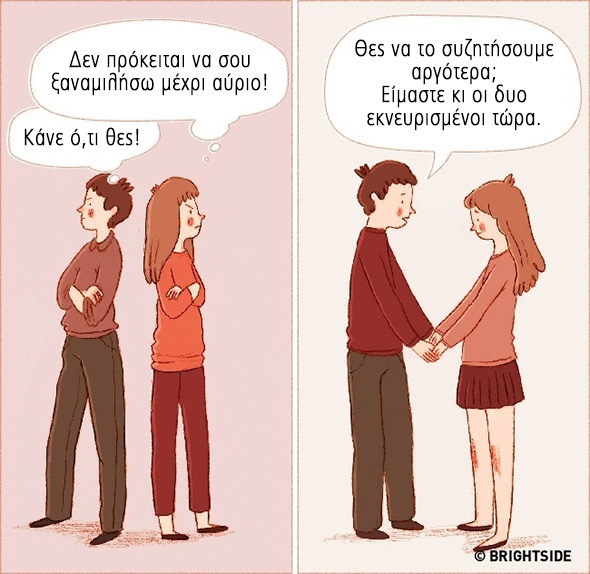 Δεν πρόκειται να σου
ξαναμιλήσω μέχρι αύριο!
Κάνε ό,τι θες!
Θες να το συζητήσουμε
αργότερα;
Είμαστε κι οι δυο
εκνευρισμένοι τώρα.
© BRIGHTSIDE